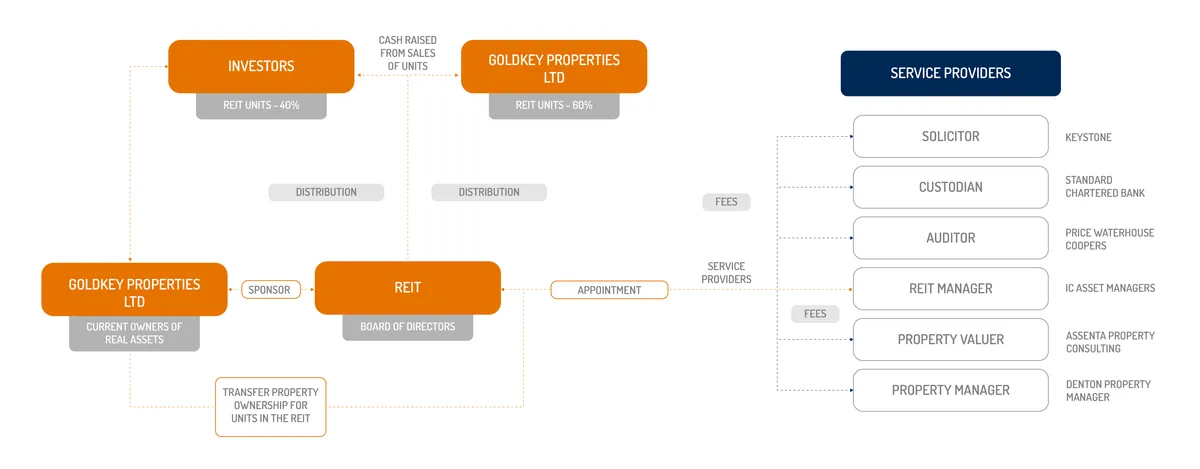 CASH RAISED
FROM SALES
OF UNITS
INVESTORS
REIT UNITS - 40%
GOLDKEY PROPERTIES
LTD
REIT UNITS - 60%
SERVICE PROVIDERS
SOLICITOR
KEYSTONE
CUSTODIAN
STANDARD
CHARTERED BANK
DISTRIBUTION
DISTRIBUTION
FEES
AUDITOR
PRICE WATERHOUSE
COOPERS
GOLDKEY PROPERTIES
LTD
CURRENT OWNERS OF
REAL ASSETS
SPONSOR
REIT
BOARD OF DIRECTORS
APPOINTMENT
SERVICE
PROVIDERS
REIT MANAGER
IC ASSET MANAGERS
FEES
PROPERTY VALUER
ASSENTA PROPERTY
CONSULTING
PROPERTY MANAGER
DENTON PROPERTY
MANAGER
TRANSFER PROPERTY
OWNERSHIP FOR
UNITS IN THE REIT